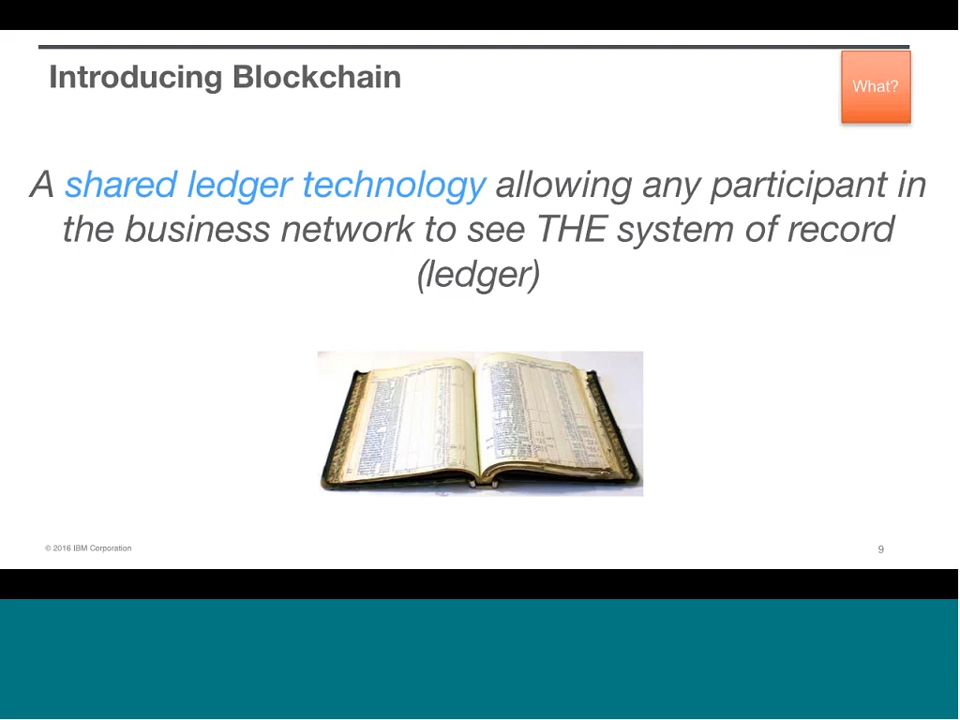 Introducing Blockchain
What?
A shared ledger technology allowing any participant in
the business network to see THE system of record
(ledger)
© 2016 IBM Corporation
9